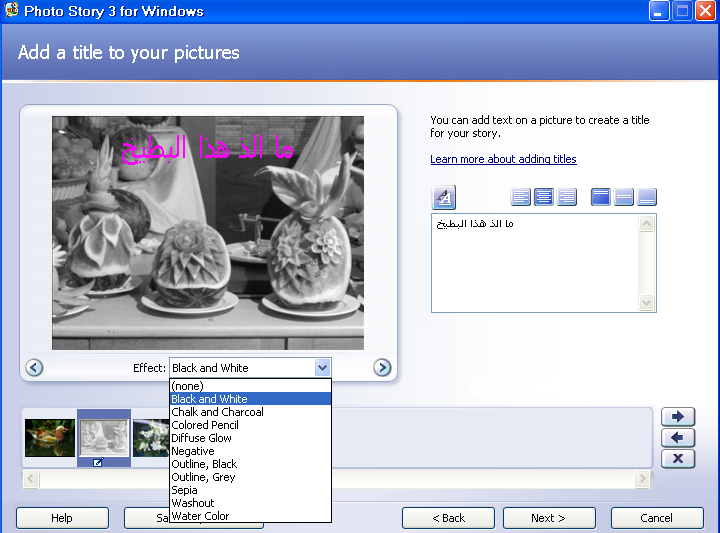 Photo Story 3 for Windows
Add a title to your pictures
ما الذ هذا البطيخ
You can add text on a picture to create a title
for your story.
Learn more about adding titles
A
ما الذ هذا البطيخ
Effect: Black and White
(none)
Black and White
Chalk and Charcoal
Colored Pencil
Diffuse Glow
Negative
Outline, Black
Outline, Grey
Sepia
Washout
Water Color
Help
< Back
Next >
Cancel